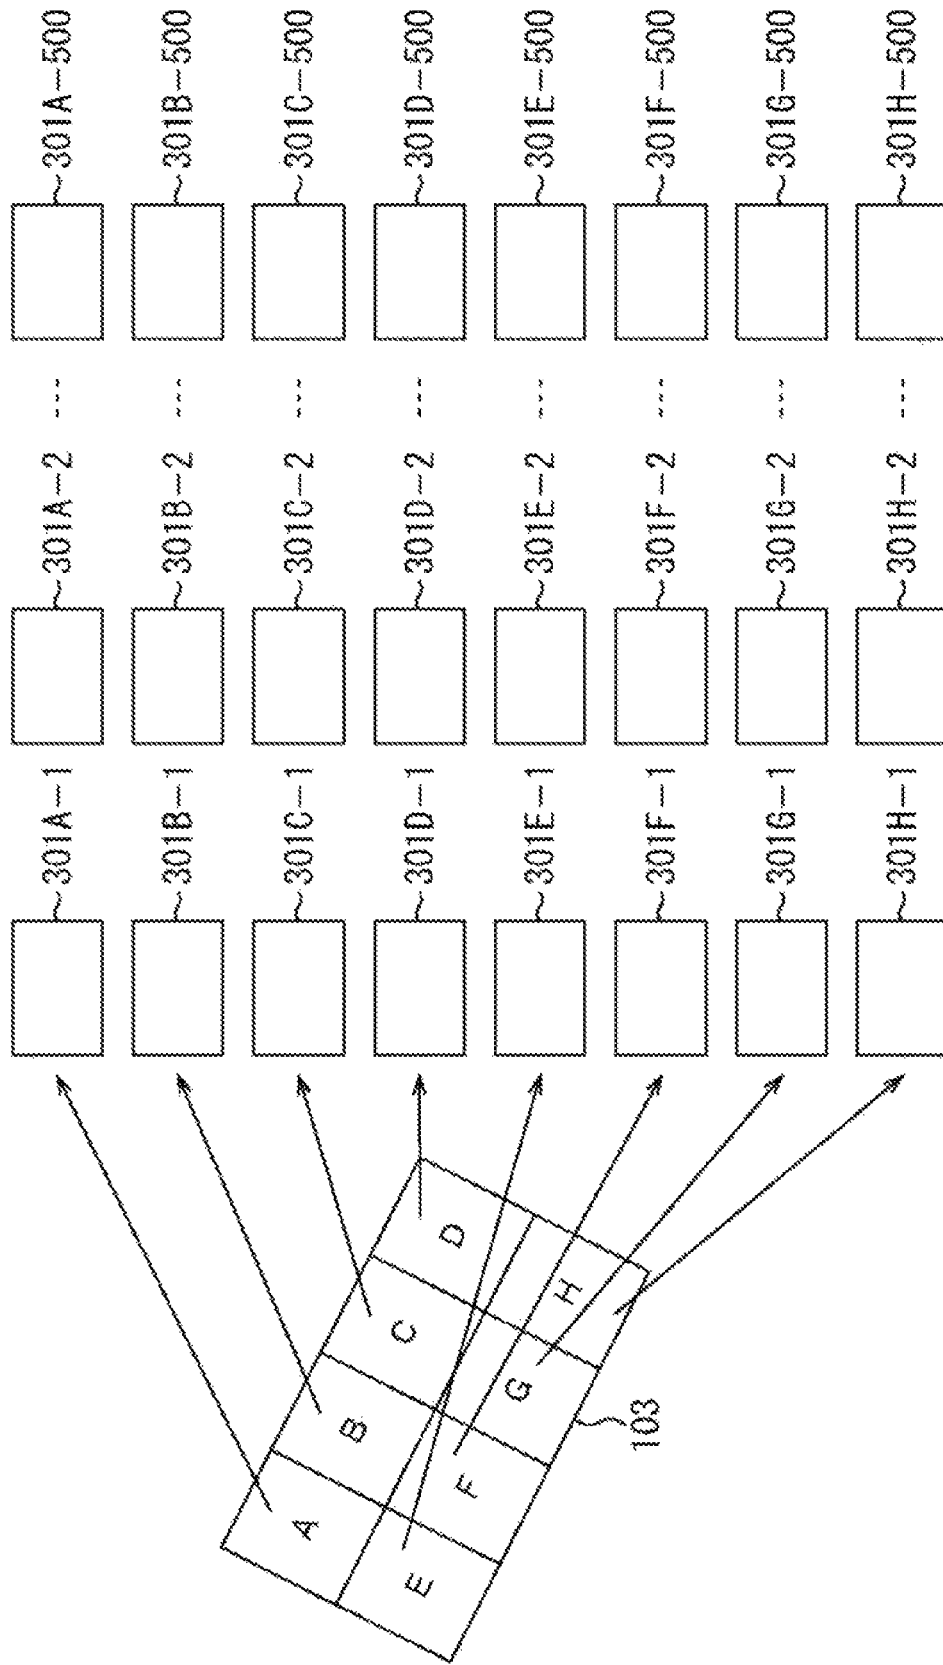 301A-1 301A-2 --- 301A-500
301B-1 301B-2 --- 301B-500
301C-1 301C-2 --- 301C-500
301D-1 301D-2 --- 301D-500
301E-1 301E-2 --- 301E-500
301F-1 301F-2 --- 301F-500
301G-1 301G-2 --- 301G-500
301H-1 301H-2 --- 301H-500
A B C D
E F G H
103